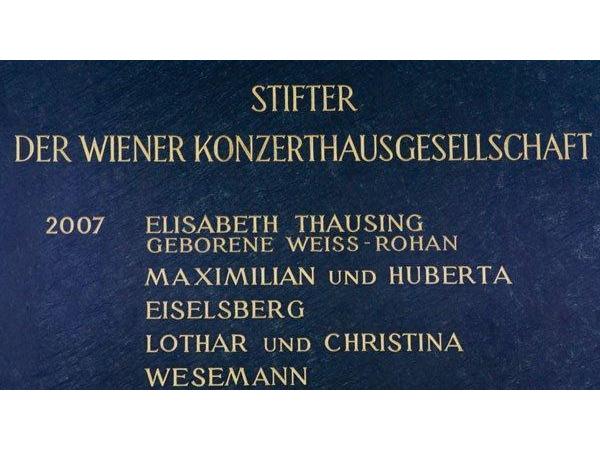 STIFTER
DER WIENER KONZERTHAUSGESELLSCHAFT
2007 ELISABETH THAUSING
GEBORENE WEISS-ROHAN
MAXIMILIAN UND HUBERTA
EISELSBERG
LOTHAR UND CHRISTINA
WESEMANN